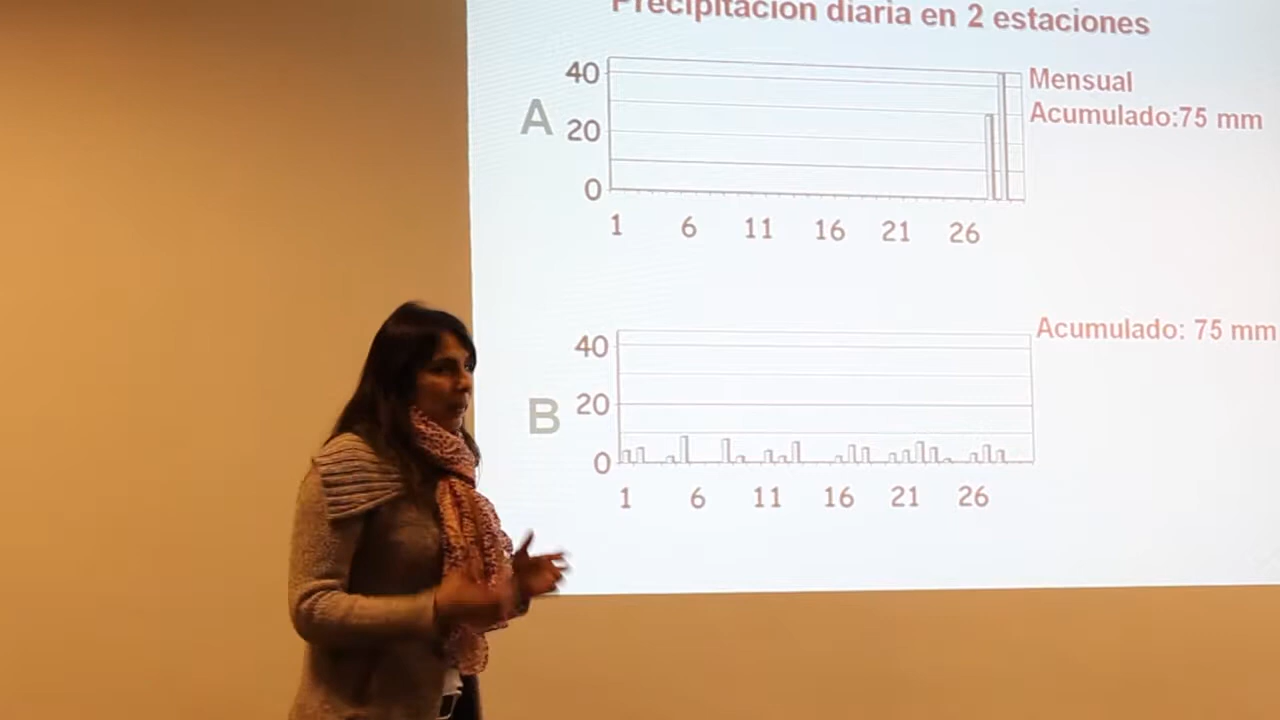 Precipitación diaria en 2 estaciones
40
Mensual
A
20
Acumulado:75 mm
0
1 6 11 16 21 26
Acumulado: 75 mm
40
B
20
0
1 6 11 16 21 26